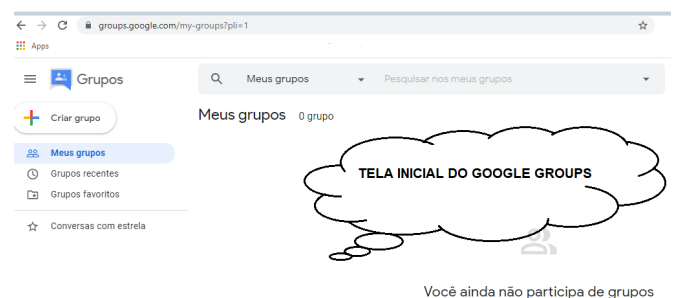 groups.google.com/my-groups?pli=1
Apps
Grupos
Meus grupos
Pesquisar nos meus grupos
Criar grupo
Meus grupos 0 grupo
Meus grupos
Grupos recentes
Grupos favoritos
Conversas com estrela
TELA INICIAL DO GOOGLE GROUPS
Você ainda não participa de grupos